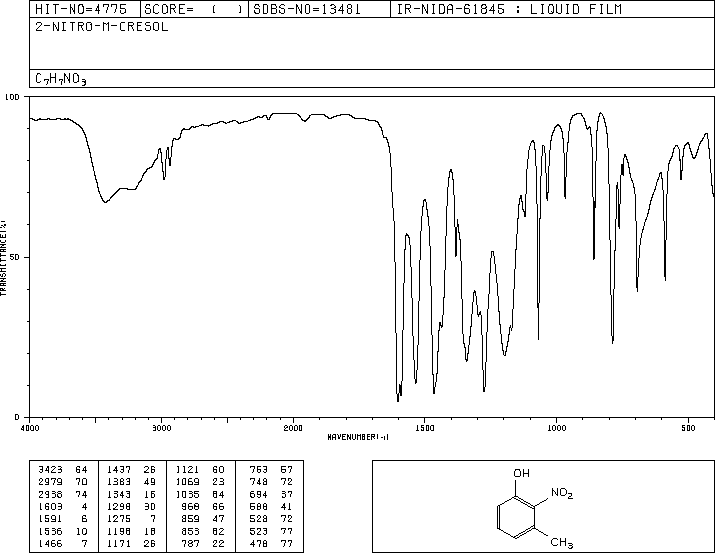 HIT-NO=4775 SCORE= ( ) SDBS-NO=13481 IR-NIDA-61845 : LIQUID FILM
2-NITRO-M-CRESOL
C7H7NO3
100
50
0
TRANSMITTANCE(%)
4000 3000 2000 1500 1000 500
WAVENUMBER(-1)
3423 64 1437 26 1121 60 763 57
2979 70 1383 49 1069 23 748 72
2938 74 1343 16 1035 64 694 37
1603 4 1298 30 968 66 588 41
1591 6 1275 7 859 47 528 72
1536 10 1198 18 853 82 523 77
1466 7 1171 26 787 22 478 77
OH
NO2
CH3